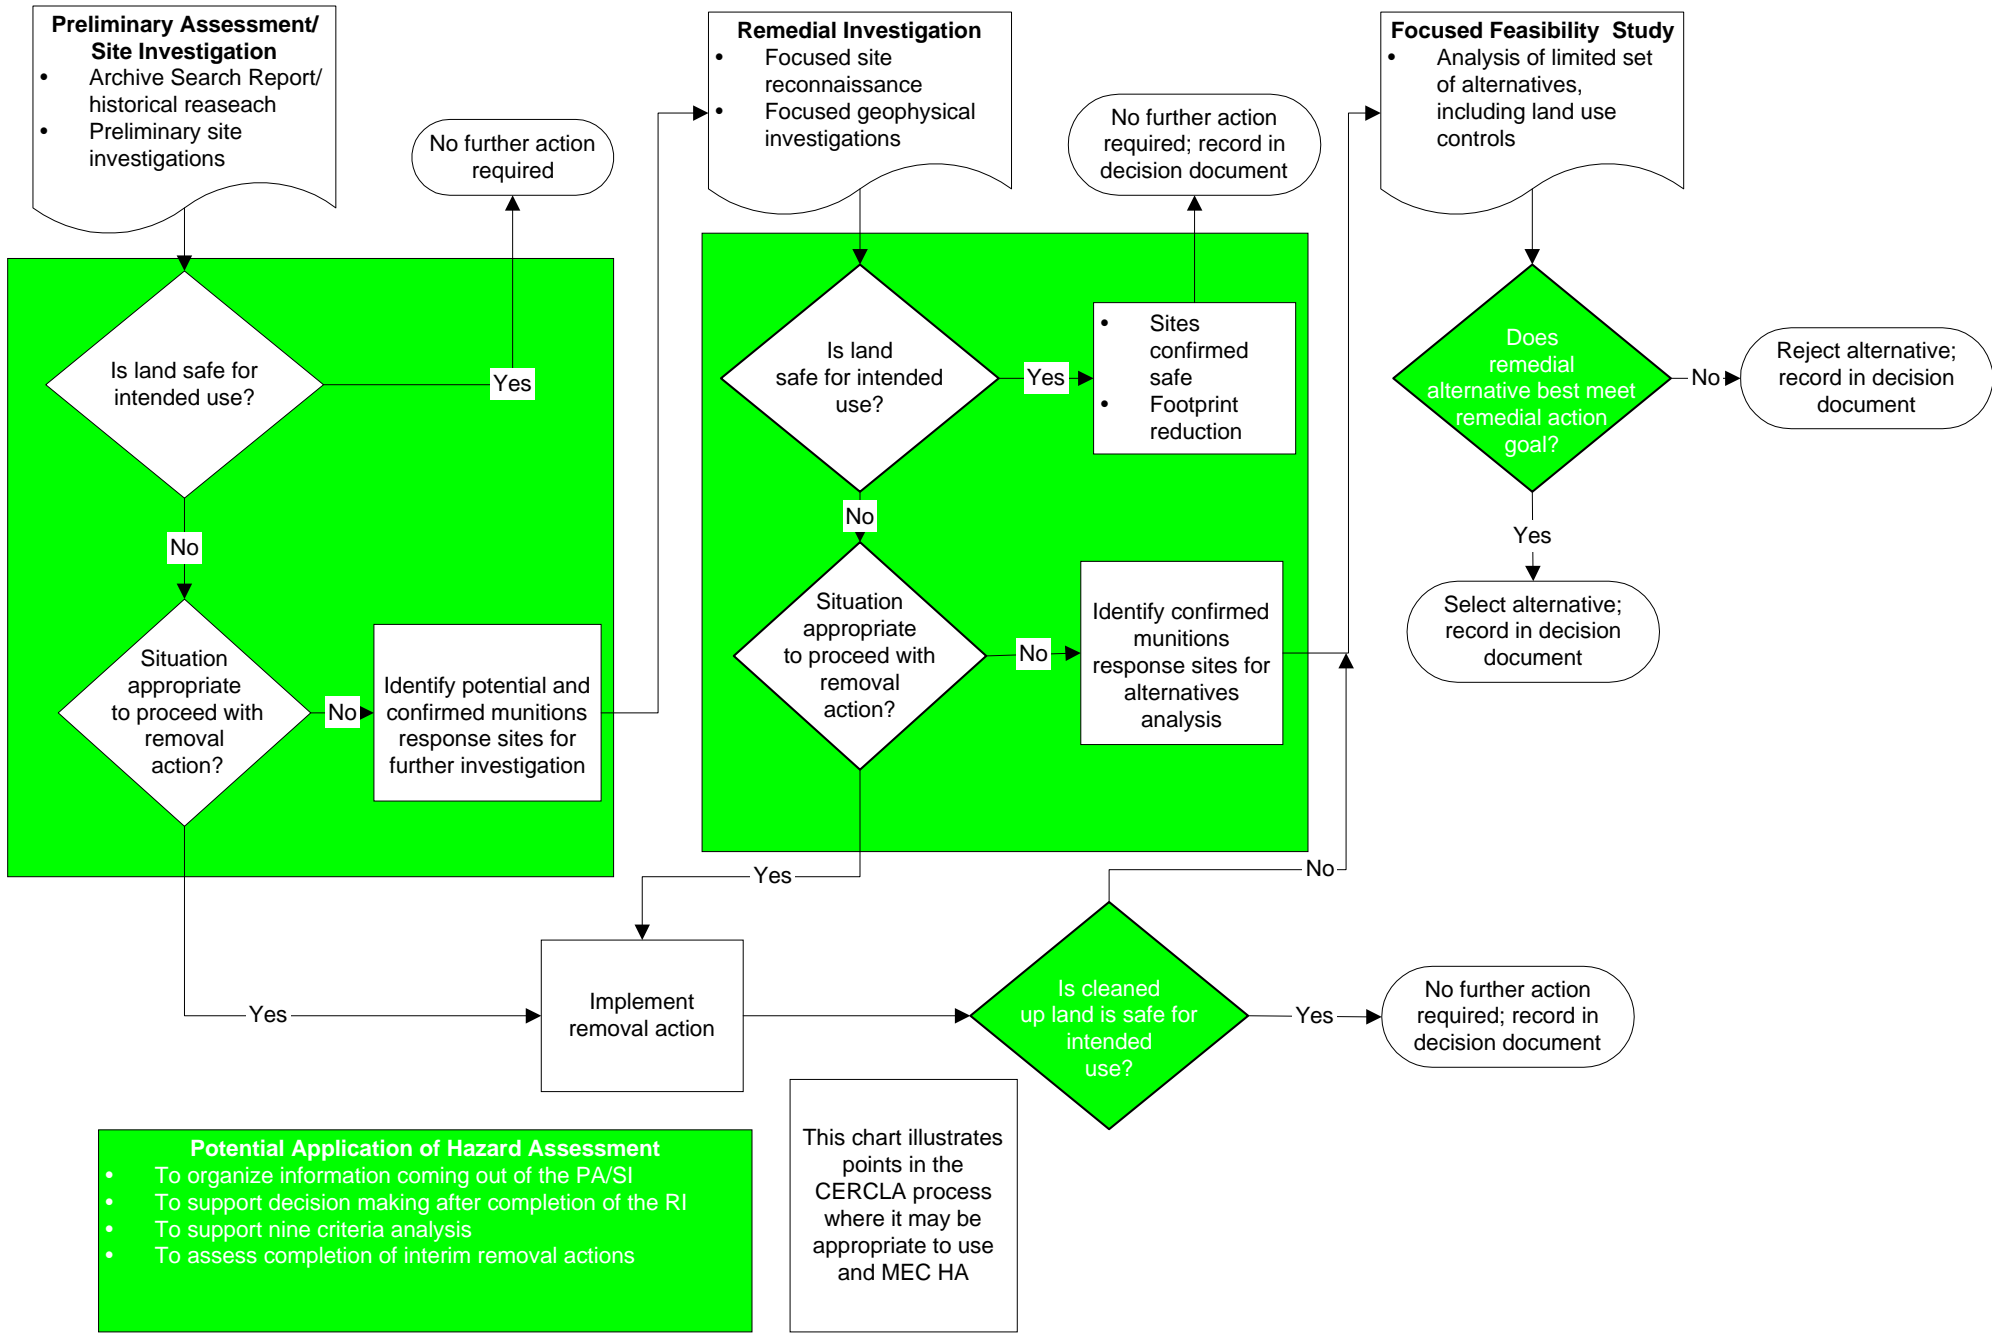 Preliminary Assessment/
Site Investigation
• Archive Search Report/
historical reaseach
• Preliminary site
investigations
No further action
required
Is land safe for
intended use?
Yes
No
Situation
appropriate
to proceed with
removal
action?
No
Identify potential and
confirmed munitions
response sites for
further investigation
Yes
Remedial Investigation
• Focused site
reconnaissance
• Focused geophysical
investigations
No further action
required; record in
decision document
Is land
safe for intended
use?
Yes
• Sites
confirmed
safe
• Footprint
reduction
No
Situation
appropriate
to proceed with
removal
action?
No
Identify confirmed
munitions
response sites for
alternatives
analysis
Yes
Focused Feasibility Study
• Analysis of limited set
of alternatives,
including land use
controls
Does
remedial
alternative best meet
remedial action
goal?
No
Reject alternative;
record in decision
document
Yes
Select alternative;
record in decision
document
Implement
removal action
Is cleaned
up land is safe for
intended
use?
No
Yes
No further action
required; record in
decision document
Potential Application of Hazard Assessment
• To organize information coming out of the PA/SI
• To support decision making after completion of the RI
• To support nine criteria analysis
• To assess completion of interim removal actions
This chart illustrates
points in the
CERCLA process
where it may be
appropriate to use
and MEC HA